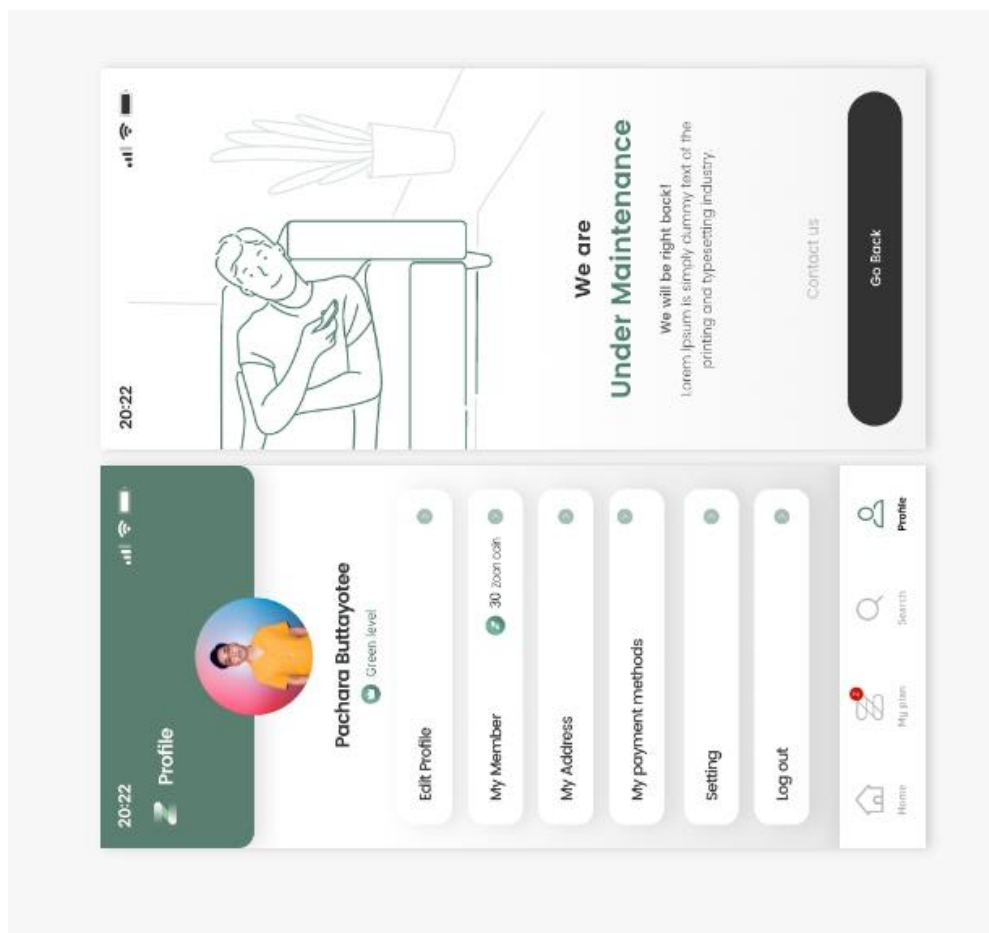 20:22
Profile
Pachara Buttayotee
Green level
Edit Profile
My Member 30 zoon coin
My Address
My payment methods
Setting
Log out
Home My plan Search Profile
20:22
We are
Under Maintenance
We will be right back!
Lorem Ipsum is simply dummy text of the
printing and typesetting industry.
Contact us
Go Back